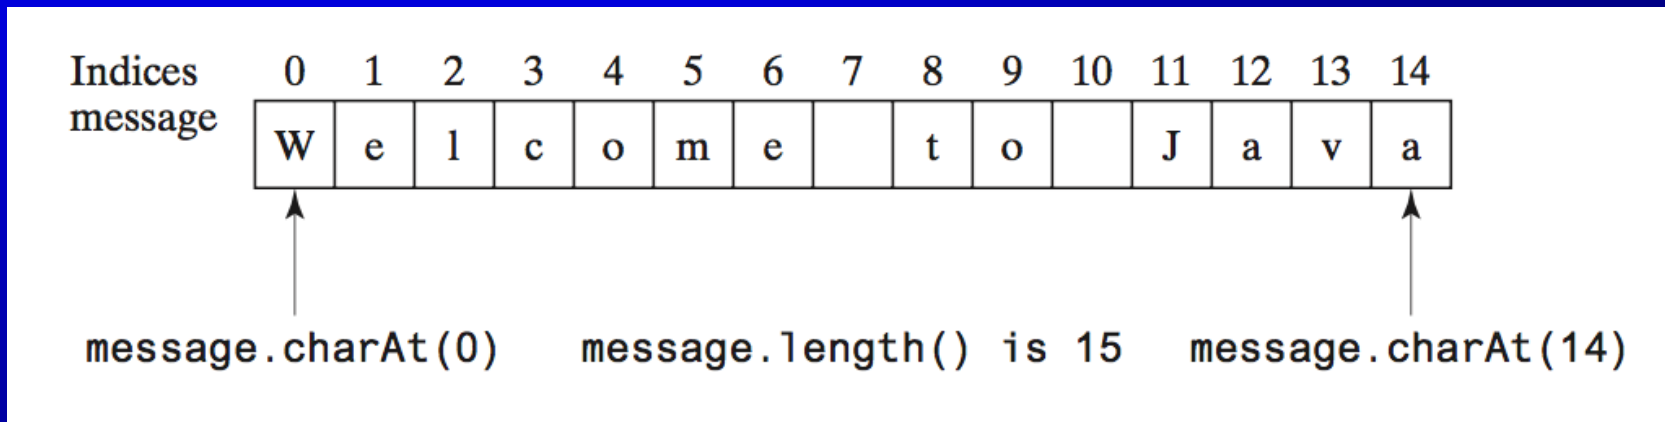 Indices 0 1 2 3 4 5 6 7 8 9 10 11 12 13 14
message W e l c o m e t o J a v a
message.charAt(0) message.length() is 15 message.charAt(14)